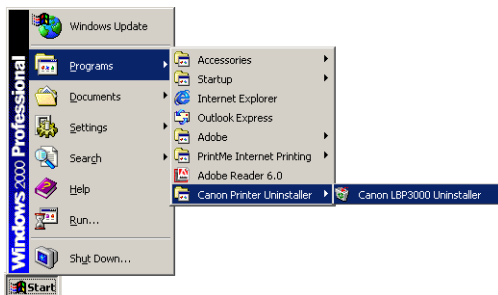 Windows 2000 Professional
Windows Update
Programs
Documents
Settings
Search
Help
Run...
Shut Down...
Start
Accessories
Startup
Internet Explorer
Outlook Express
Adobe
PrintMe Internet Printing
Adobe Reader 6.0
Canon Printer Uninstaller
Canon LBP3000 Uninstaller